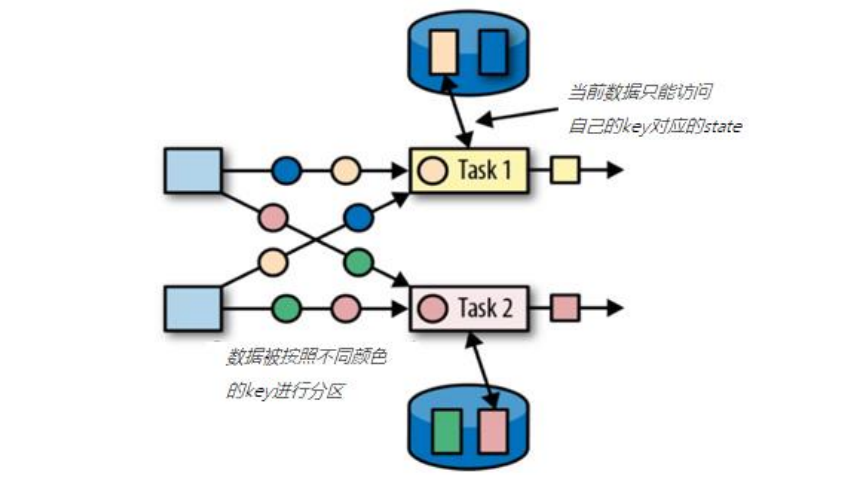 当前数据只能访问
自己的key对应的state
Task 1
Task 2
数据被按照不同颜色
的key进行分区